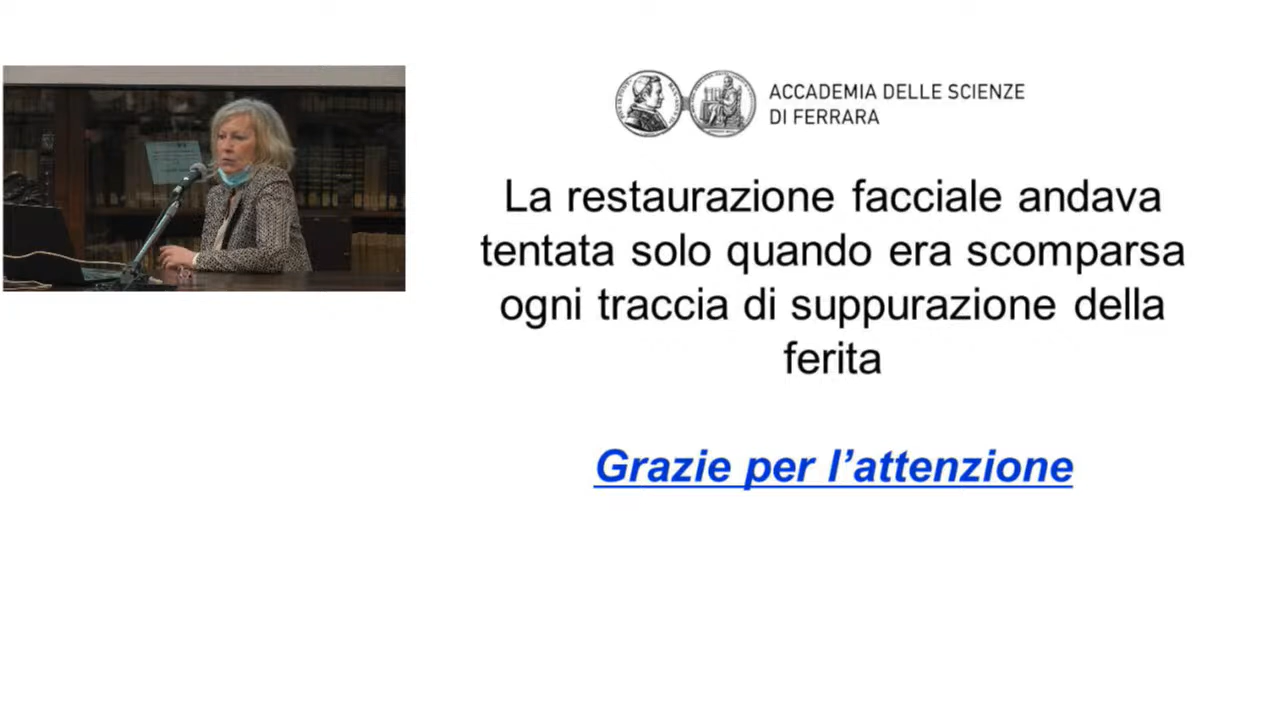 ACCADEMIA DELLE SCIENZE
DI FERRARA
La restaurazione facciale andava
tentata solo quando era scomparsa
ogni traccia di suppurazione della
ferita
Grazie per l’attenzione